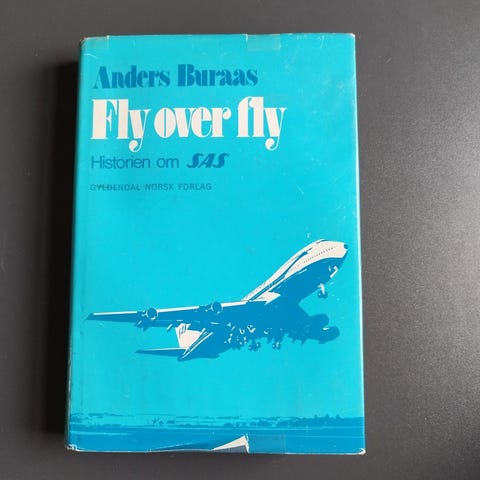 Anders Buraas
Fly over fly
Historien om SAS
GYLDENDAL NORSK FORLAG